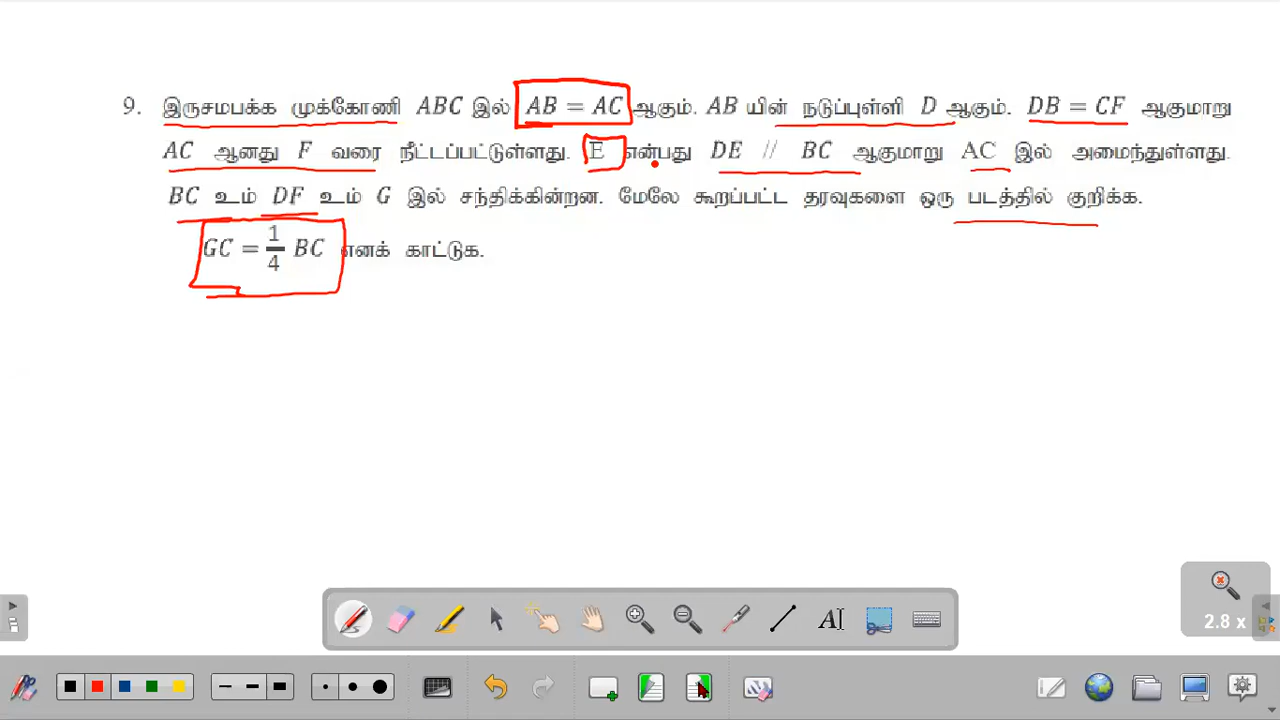 9. இருசமபக்க முக்கோணி ABC இல் AB = AC ஆகும். AB யின் நடுப்புள்ளி D ஆகும். DB = CF ஆகுமாறு
AC ஆனது F வரை நீட்டப்பட்டுள்ளது. E என்பது DE // BC ஆகுமாறு AC இல் அமைந்துள்ளது.
BC உம் DF உம் G இல் சந்திக்கின்றன. மேலே கூறப்பட்ட தரவுகளை ஒரு படத்தில் குறிக்க.
GC = 1/4 BC எனக் காட்டுக.
2.8 x